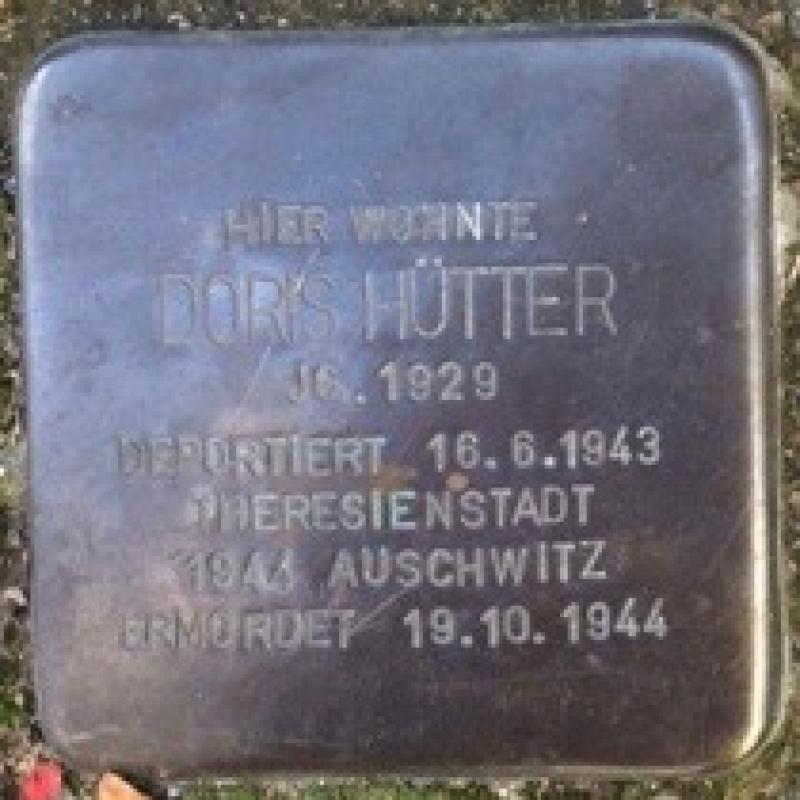 HIER WOHNTE
DORIS HÜTTER
JG. 1929
DEPORTIERT 16.6.1943
THERESIENSTADT
1944 AUSCHWITZ
ERMORDET 19.10.1944